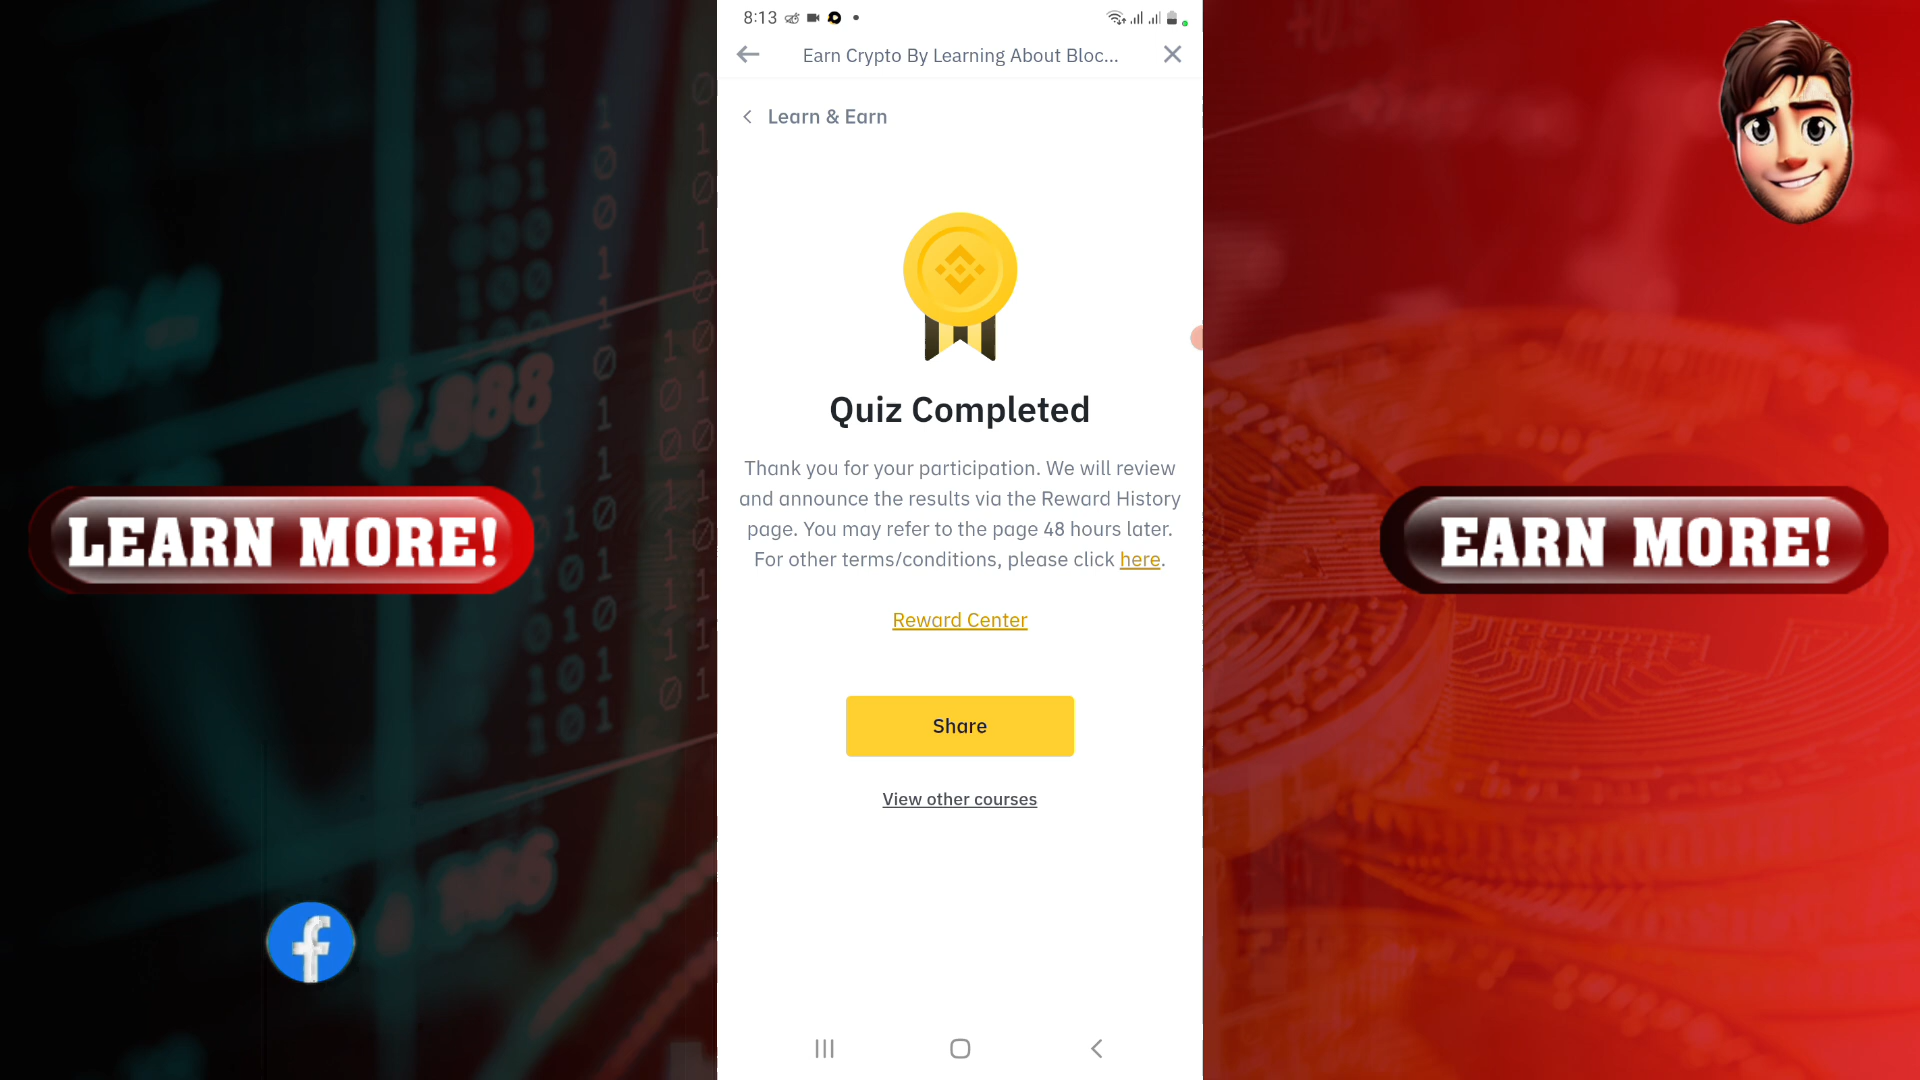 8:13
Earn Crypto By Learning About Bloc...
Learn & Earn
Quiz Completed
Thank you for your participation. We will review
and announce the results via the Reward History
page. You may refer to the page 48 hours later.
For other terms/conditions, please click here.
Reward Center
Share
View other courses
LEARN MORE!
EARN MORE!